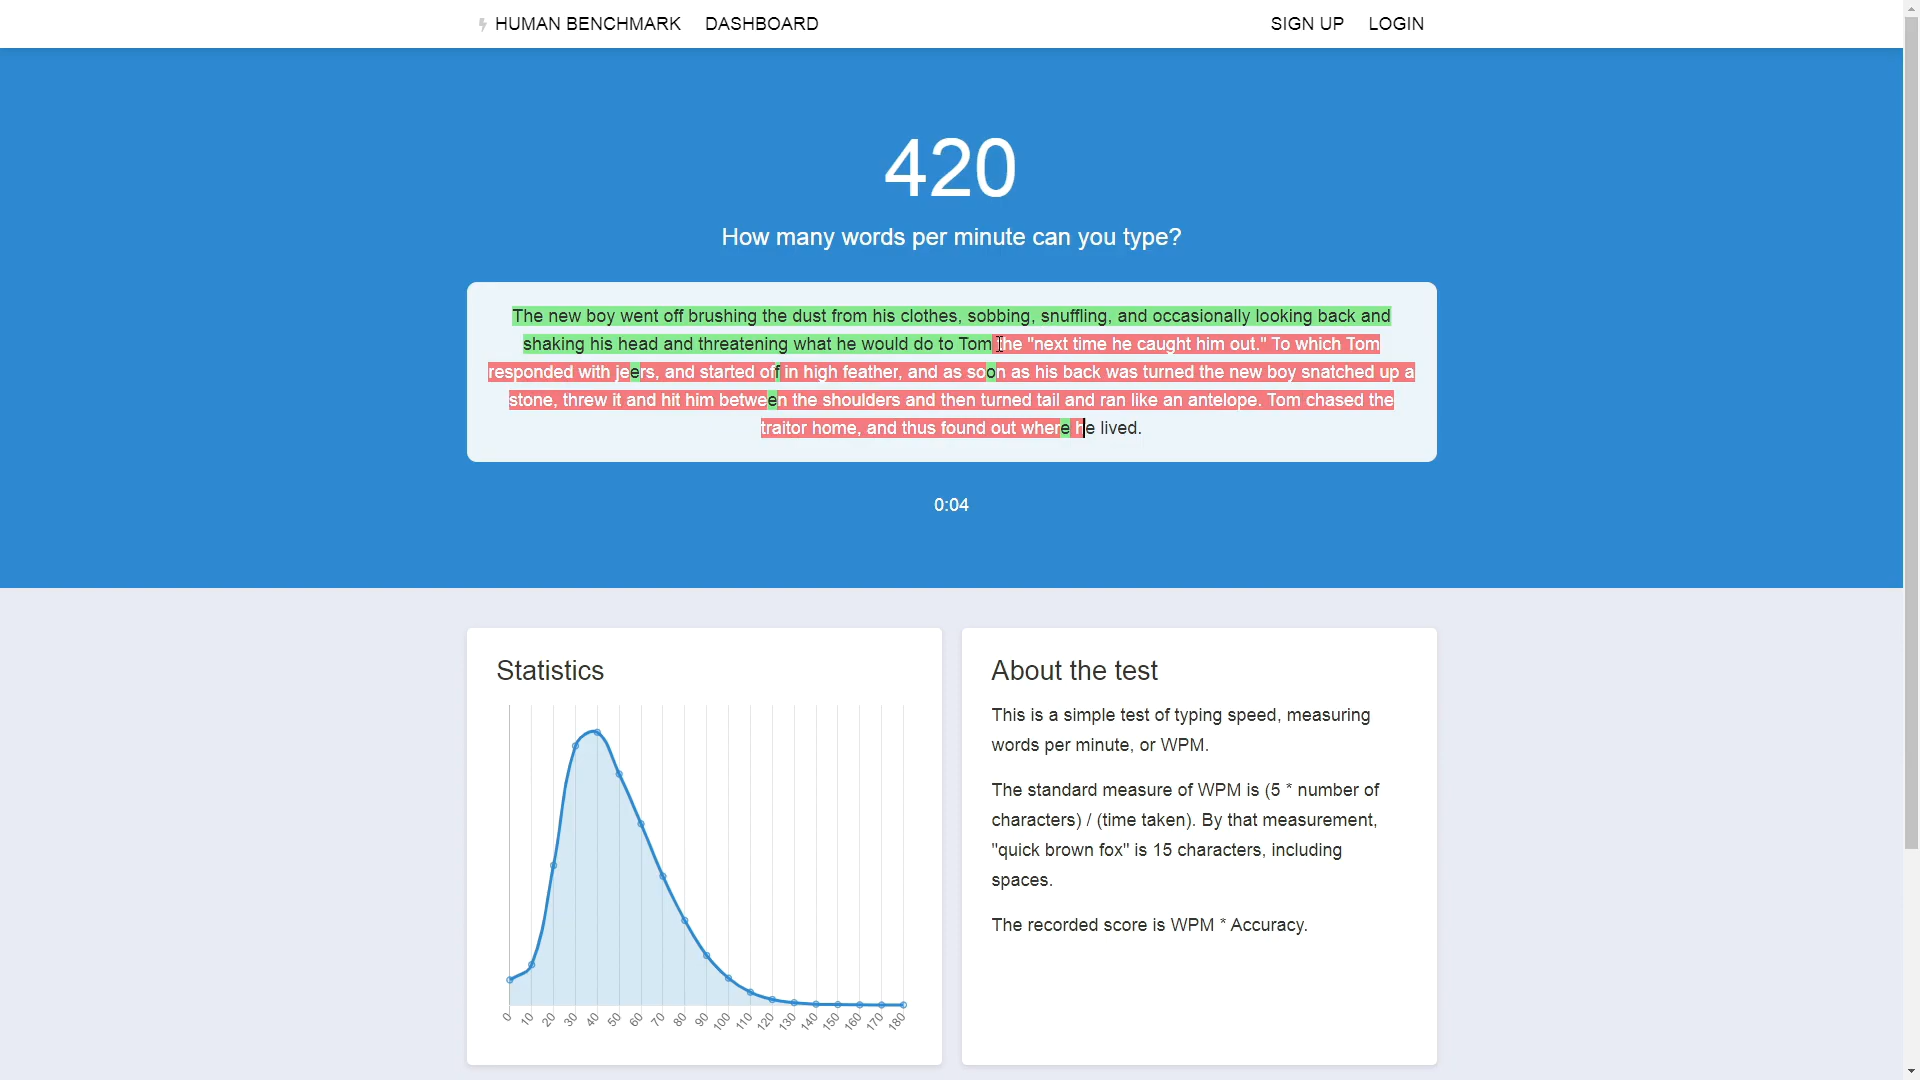 HUMAN BENCHMARK DASHBOARD SIGN UP LOGIN
420
How many words per minute can you type?
The new boy went off brushing the dust from his clothes, sobbing, snuffling, and occasionally looking back and
shaking his head and threatening what he would do to Tom the "next time he caught him out." To which Tom
responded with jeers, and started off in high feather, and as soon as his back was turned the new boy snatched up a
stone, threw it and hit him between the shoulders and then turned tail and ran like an antelope. Tom chased the
traitor home, and thus found out where he lived.
0:04
Statistics
0 10 20 30 40 50 60 70 80 90 100 110 120 130 140 150 160 170 180
About the test
This is a simple test of typing speed, measuring
words per minute, or WPM.
The standard measure of WPM is (5 * number of
characters) / (time taken). By that measurement,
"quick brown fox" is 15 characters, including
spaces.
The recorded score is WPM * Accuracy.